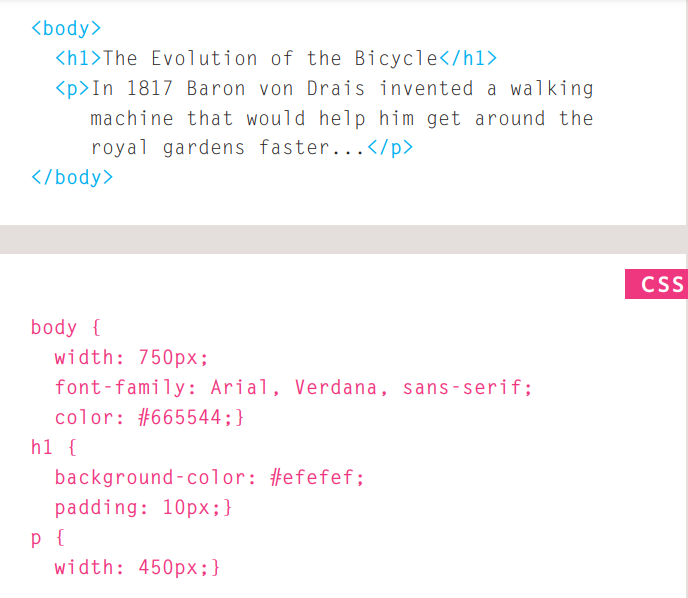 <body>
<h1>The Evolution of the Bicycle</h1>
<p>In 1817 Baron von Drais invented a walking
machine that would help him get around the
royal gardens faster...</p>
</body>
CSS
body {
width: 750px;
font-family: Arial, Verdana, sans-serif;
color: #665544;}
h1 {
background-color: #efefef;
padding: 10px;}
p {
width: 450px;}